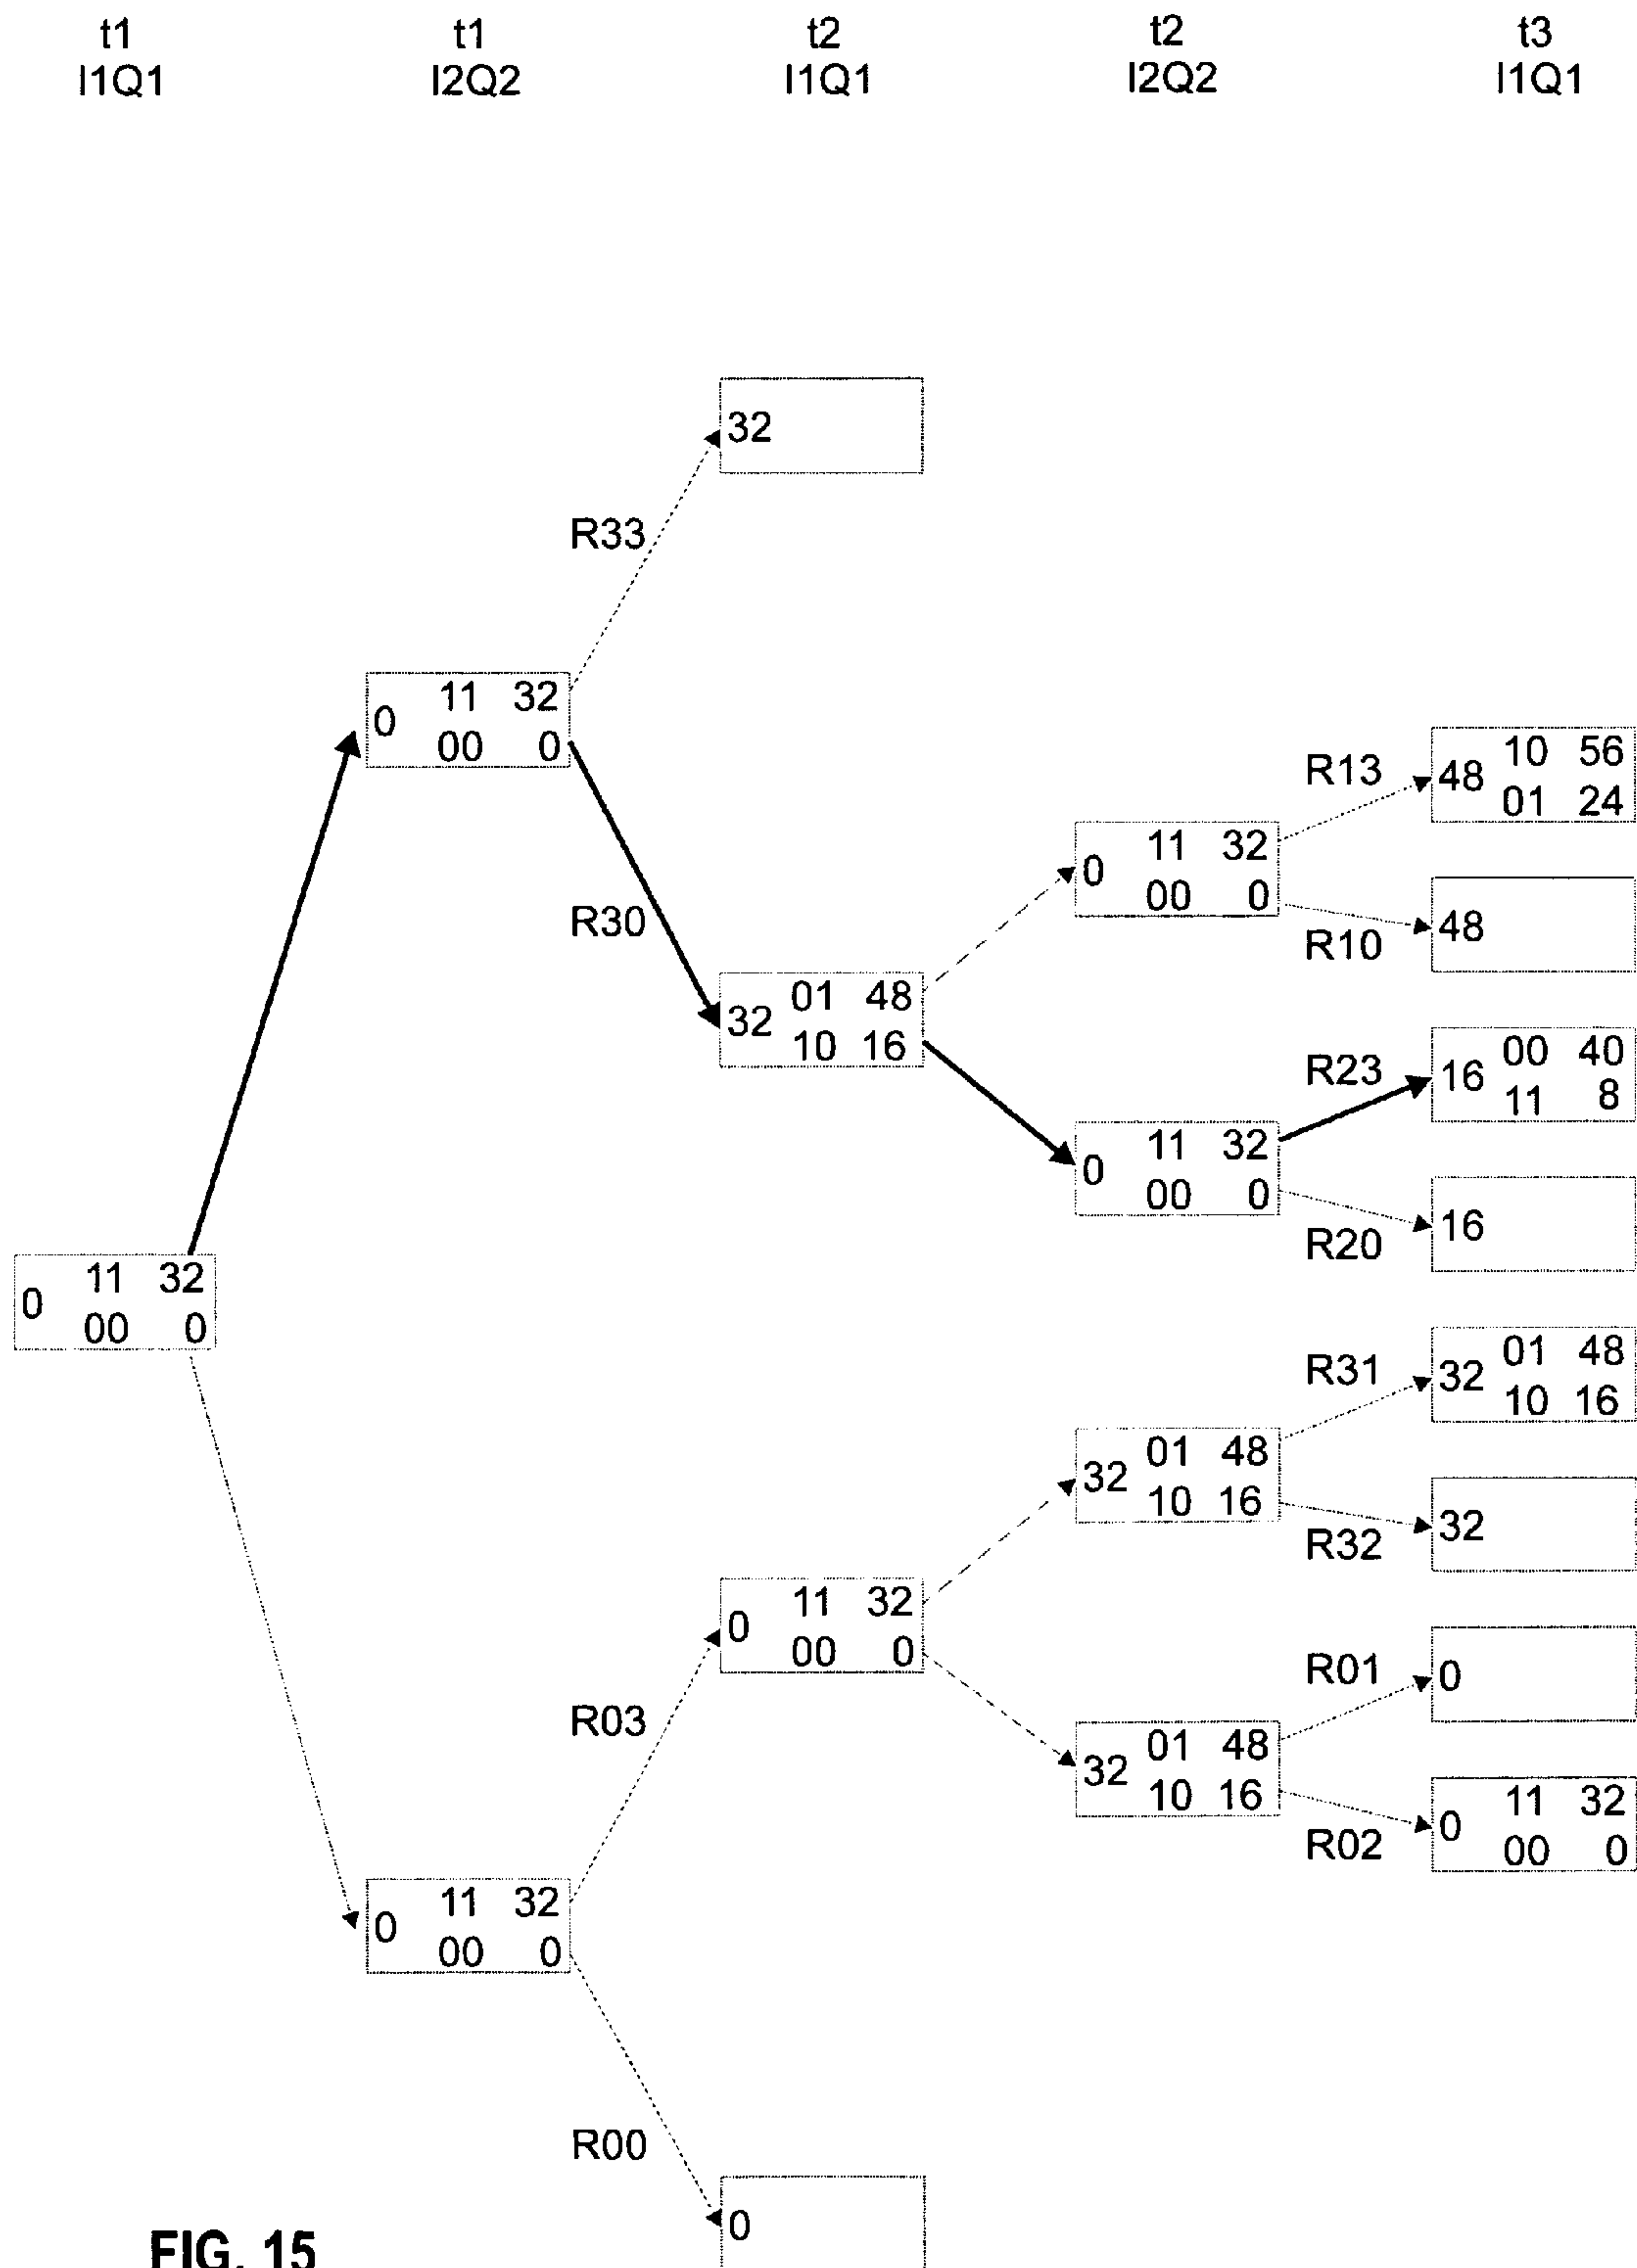 t1 t1 t2 t2 t3
I1Q1 I2Q2 I1Q1 I2Q2 I1Q1
32
R33
0 11 32
00 0
R13
48 10 56
01 24
0 11 32
00 0
R10
48
R30
32 01 48
10 16
R23
16 00 40
11 8
0 11 32
00 0
R20
16
0 11 32
00 0
R31
32 01 48
10 16
32 01 48
10 16
R32
32
0 11 32
00 0
R01
0
R03
32 01 48
10 16
R02
0 11 32
00 0
0 11 32
00 0
R00
0
FIG. 15